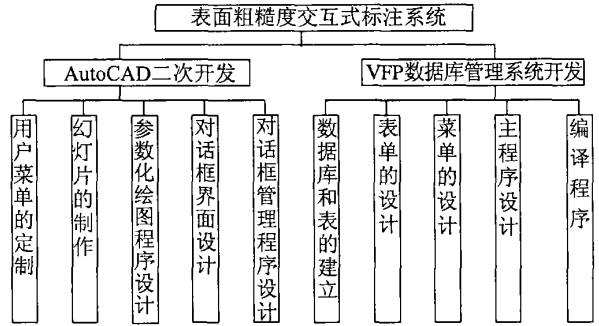 表面粗糙度交互式标注系统
AutoCAD二次开发
VFP数据库管理系统开发
用户菜单的定制
幻灯片的制作
参数化绘图程序设计
对话框界面设计
对话框管理程序设计
数据库和表的建立
表单的设计
菜单的设计
主程序设计
编译程序